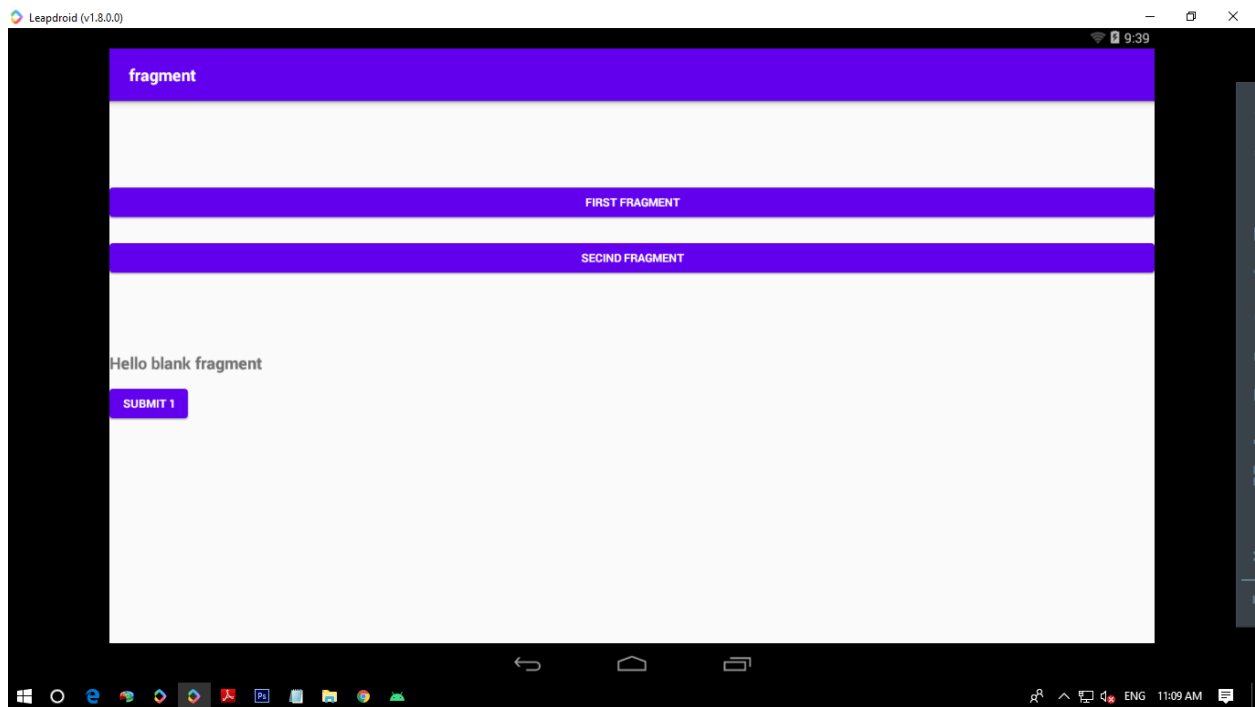 Leapdroid (v1.8.0.0)
9:39
fragment
FIRST FRAGMENT
SECIND FRAGMENT
Hello blank fragment
SUBMIT 1
Ps
ENG 11:09 AM